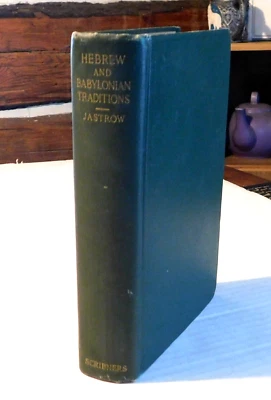 HEBREW
AND
BABYLONIAN
TRADITIONS
JASTROW
SCRIBNERS